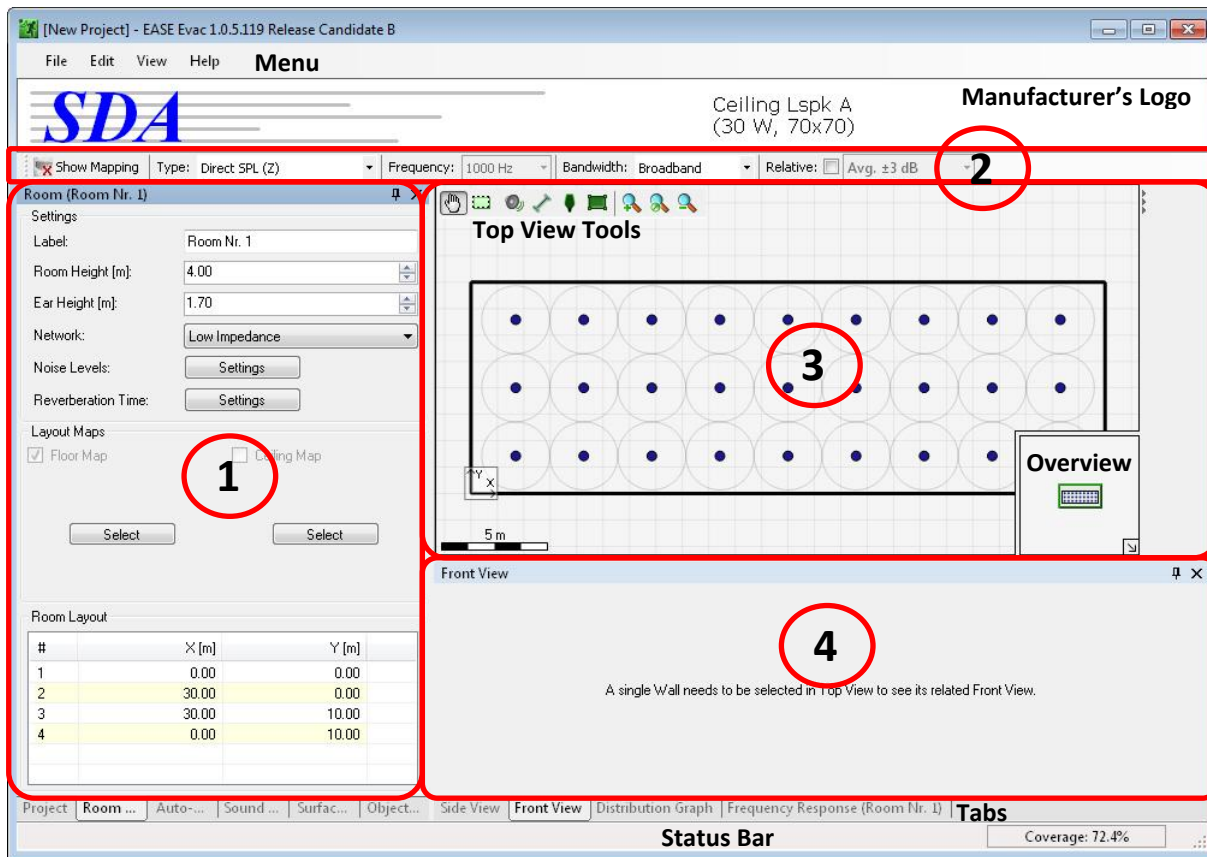 [New Project] - EASE Evac 1.0.5.119 Release Candidate B
File Edit View Help Menu
SDA
Ceiling Lspk A
(30 W, 70x70)
Manufacturer's Logo
Show Mapping Type: Direct SPL (Z) Frequency: 1000 Hz Bandwidth: Broadband Relative: Avg. ±3 dB 2
Room (Room Nr. 1)
Settings
Label: Room Nr. 1
Room Height [m]: 4.00
Ear Height [m]: 1.70
Network: Low Impedance
Noise Levels: Settings
Reverberation Time: Settings
Layout Maps
Floor Map Ceiling Map
1
Select Select
Room Layout
# X [m] Y [m]
1 0.00 0.00
2 30.00 0.00
3 30.00 10.00
4 0.00 10.00
Top View Tools
3
Overview
Y
X
5 m
Front View
4
A single Wall needs to be selected in Top View to see its related Front View.
Project Room ... Auto-... Sound ... Surfac... Object... Side View Front View Distribution Graph Frequency Response (Room Nr. 1) Tabs
Status Bar Coverage: 72.4%